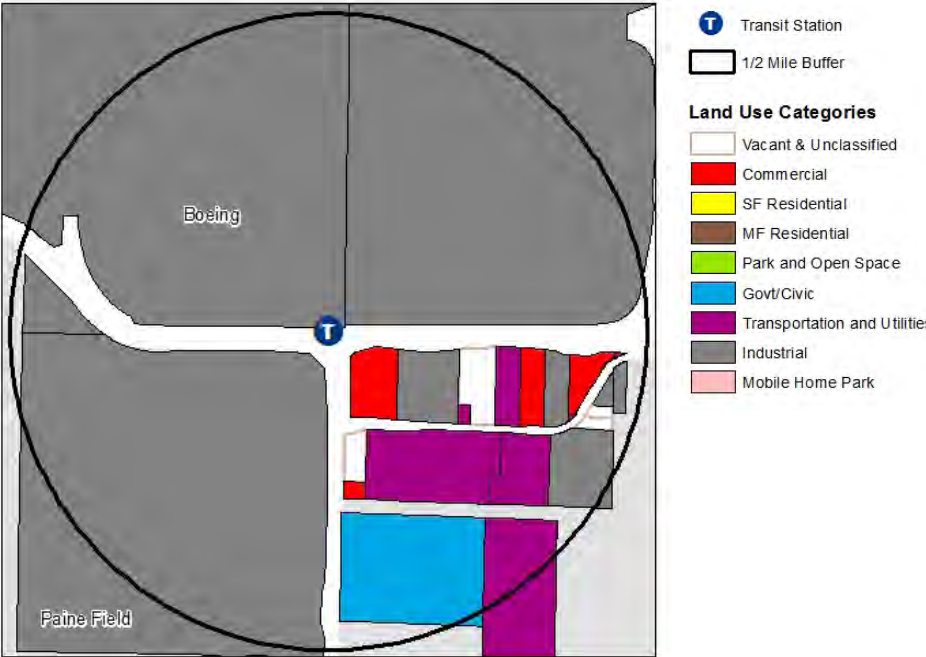 T Transit Station
1/2 Mile Buffer
Land Use Categories
Vacant & Unclassified
Commercial
SF Residential
MF Residential
Park and Open Space
Govt/Civic
Transportation and Utilities
Industrial
Mobile Home Park
Boeing
T
Paine Field